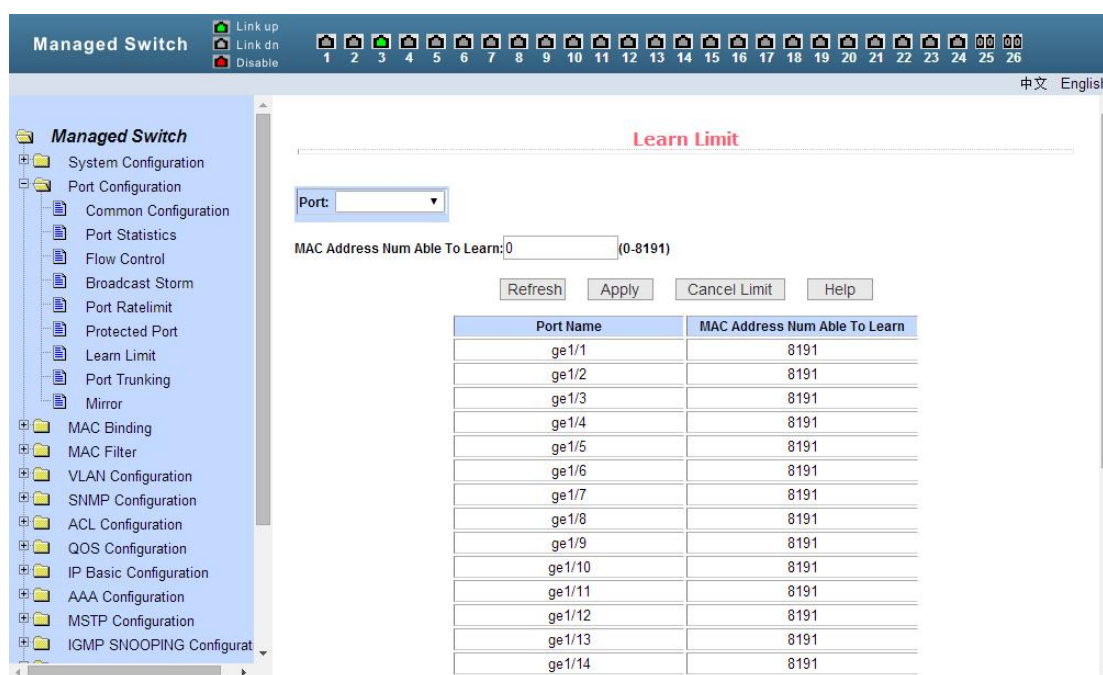 Managed Switch
Link up
Link dn
Disable
1 2 3 4 5 6 7 8 9 10 11 12 13 14 15 16 17 18 19 20 21 22 23 24 25 26
中文 English
Managed Switch
System Configuration
Port Configuration
Common Configuration
Port Statistics
Flow Control
Broadcast Storm
Port Ratelimit
Protected Port
Learn Limit
Port Trunking
Mirror
MAC Binding
MAC Filter
VLAN Configuration
SNMP Configuration
ACL Configuration
QOS Configuration
IP Basic Configuration
AAA Configuration
MSTP Configuration
IGMP SNOOPING Configurat
Learn Limit
Port:
MAC Address Num Able To Learn: 0 (0-8191)
Refresh Apply Cancel Limit Help
Port Name MAC Address Num Able To Learn
ge1/1 8191
ge1/2 8191
ge1/3 8191
ge1/4 8191
ge1/5 8191
ge1/6 8191
ge1/7 8191
ge1/8 8191
ge1/9 8191
ge1/10 8191
ge1/11 8191
ge1/12 8191
ge1/13 8191
ge1/14 8191